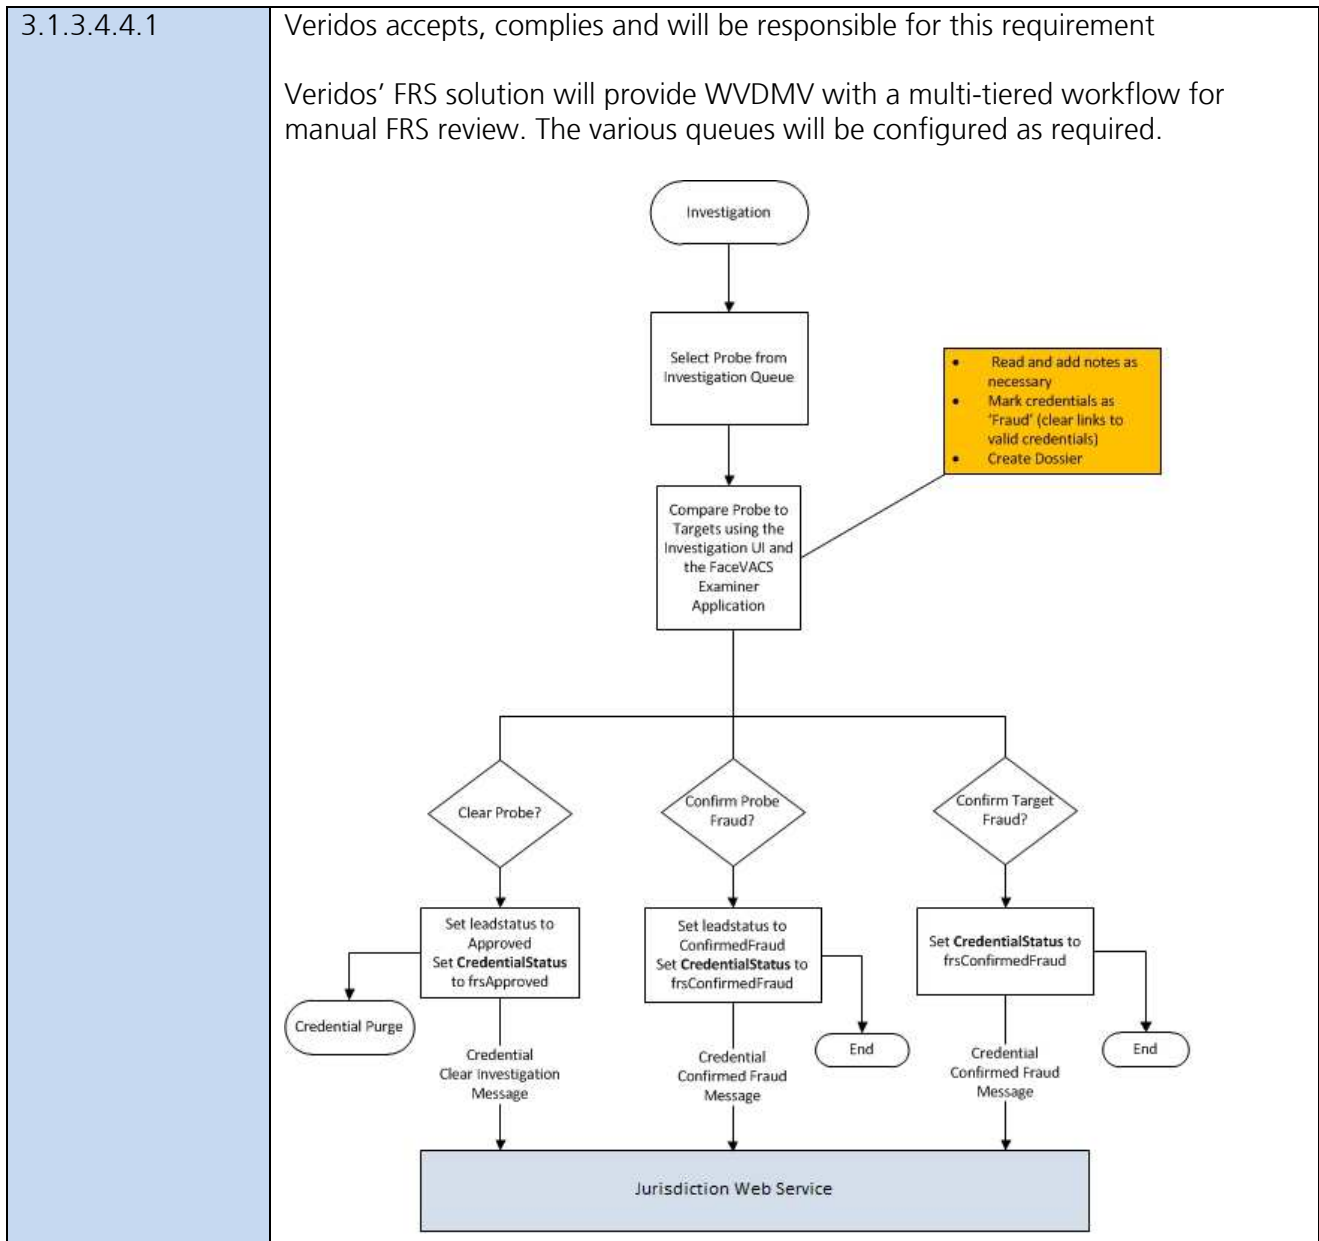 3.1.3.4.4.1
Veridos accepts, complies and will be responsible for this requirement
Veridos’ FRS solution will provide WVDMV with a multi-tiered workflow for
manual FRS review. The various queues will be configured as required.
Investigation
Select Probe from
Investigation Queue
• Read and add notes as
necessary
• Mark credentials as
‘Fraud’ (clear links to
valid credentials)
• Create Dossier
Compare Probe to
Targets using the
Investigation UI and
the FaceVACS
Examiner
Application
Clear Probe?
Confirm Probe
Fraud?
Confirm Target
Fraud?
Set leadstatus to
Approved
Set CredentialStatus
to frsApproved
Set leadstatus to
ConfirmedFraud
Set CredentialStatus to
frsConfirmedFraud
Set CredentialStatus to
frsConfirmedFraud
Credential Purge
End
End
Credential
Clear Investigation
Message
Credential
Confirmed Fraud
Message
Credential
Confirmed Fraud
Message
Jurisdiction Web Service